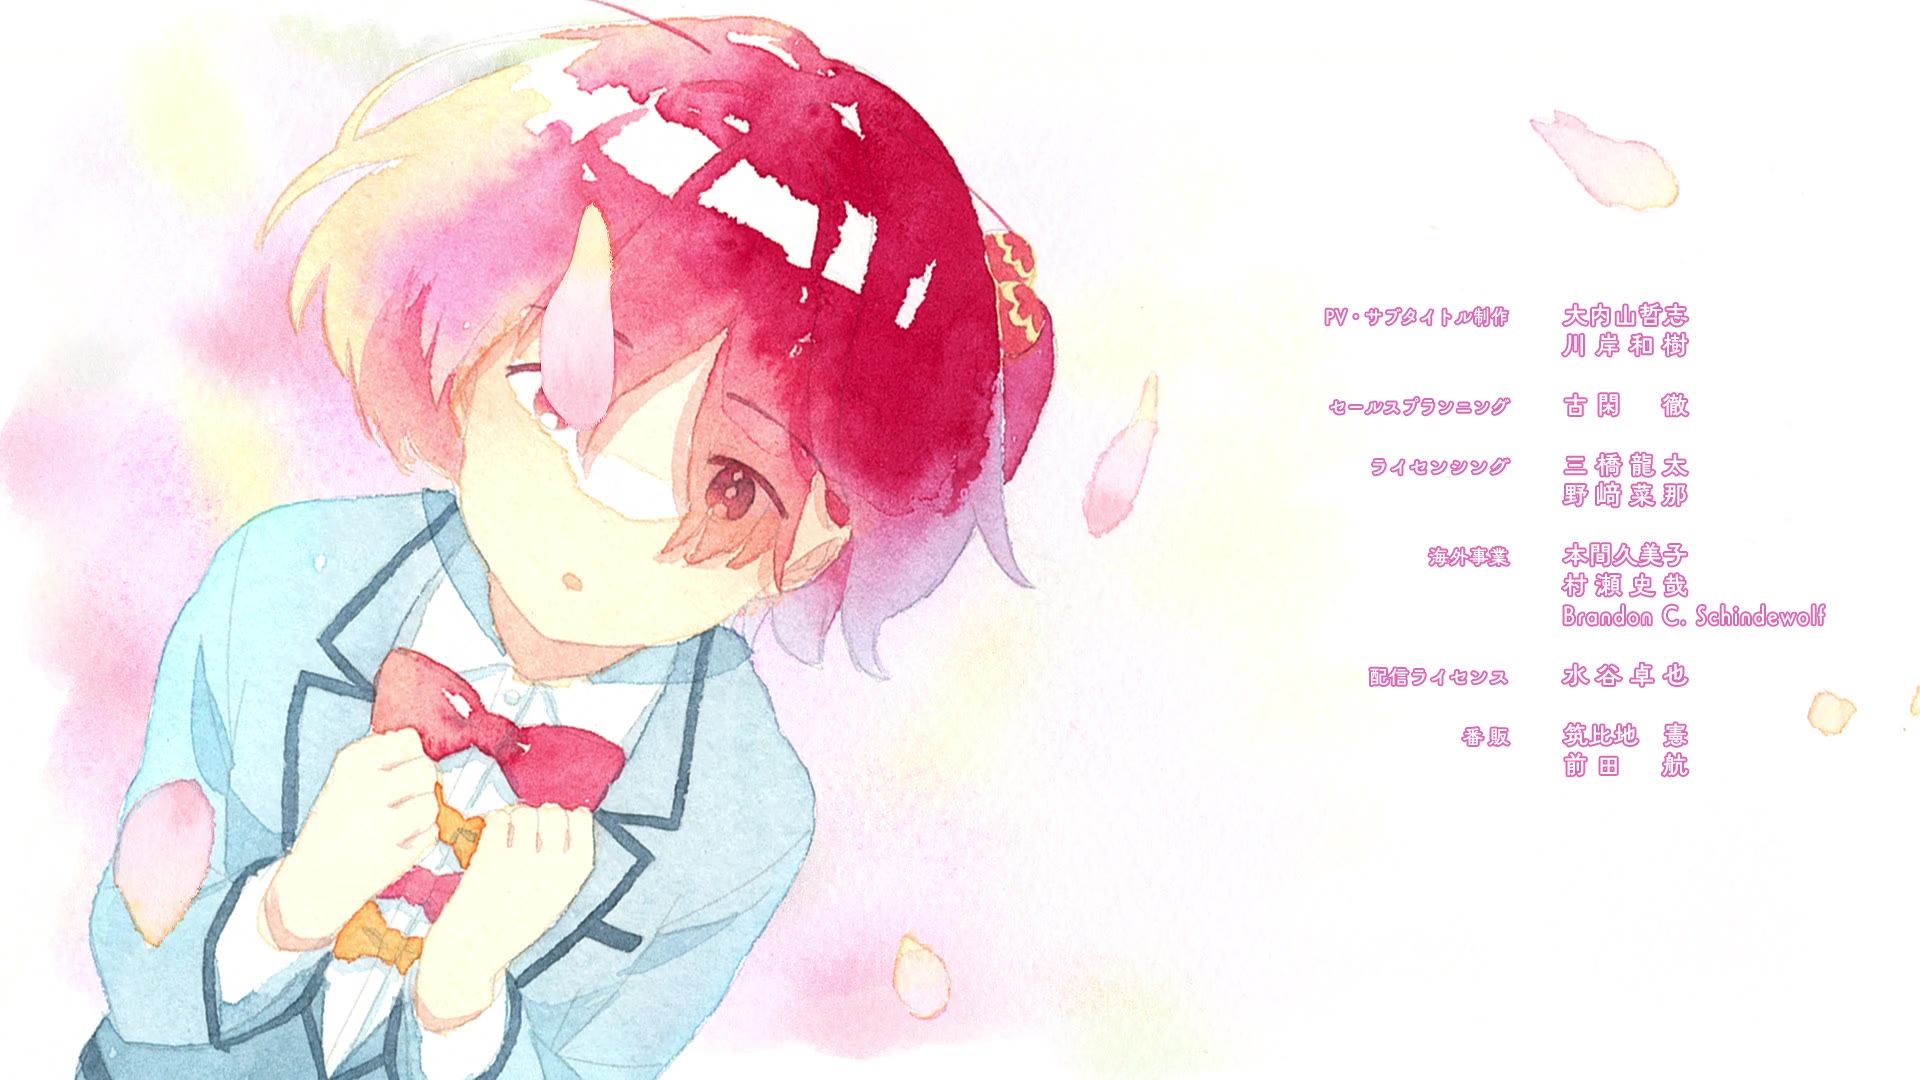 PV・サブタイトル制作 大内山哲志
川岸和樹
セールスプランニング 古閑 徹
ライセンシング 三橋龍太
野﨑菜那
海外事業 本間久美子
村瀬史哉
Brandon C. Schindewolf
配信ライセンス 水谷卓也
番販 筑比地 憲
前田 航